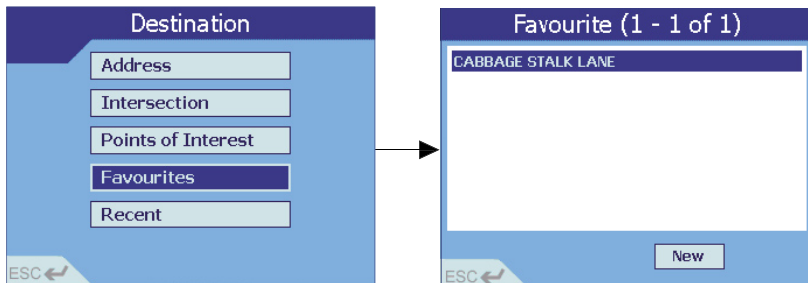 Destination
Address
Intersection
Points of Interest
Favourites
Recent
ESC
Favourite (1 - 1 of 1)
CABBAGE STALK LANE
New
ESC